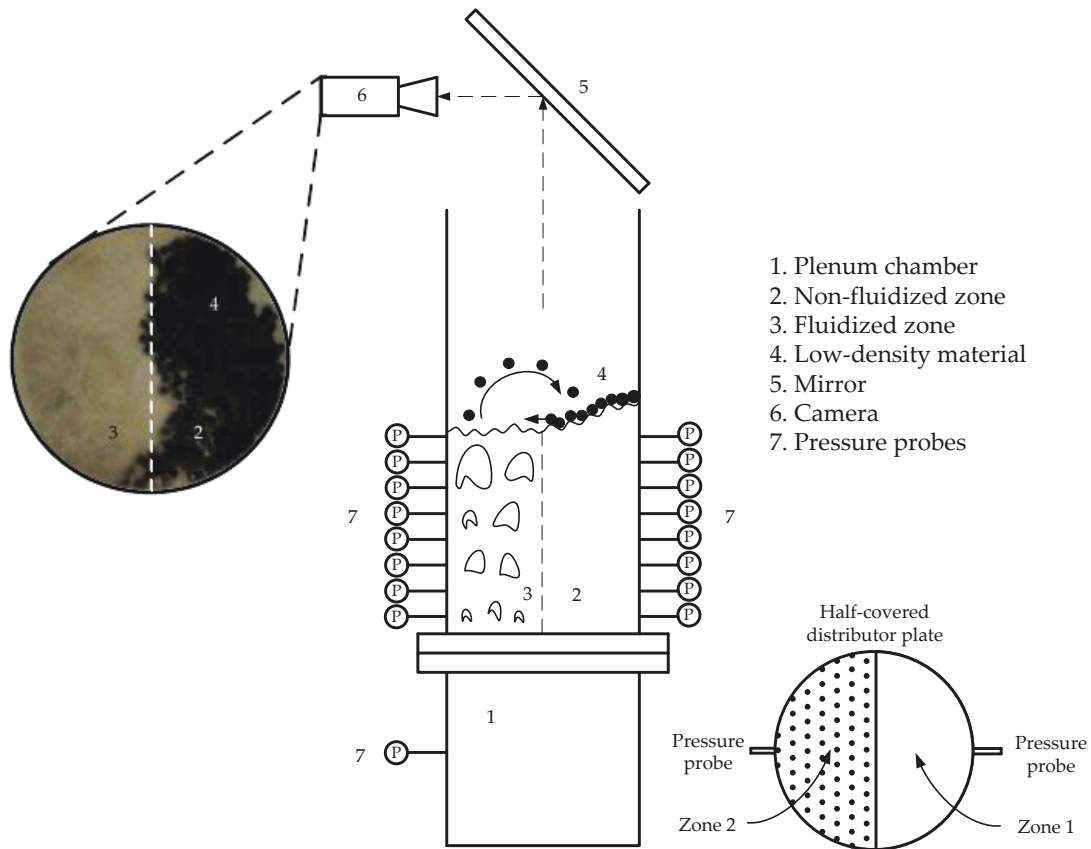 5
6
4
3
2
1. Plenum chamber
2. Non-fluidized zone
3. Fluidized zone
4. Low-density material
5. Mirror
6. Camera
7. Pressure probes
4
P
P
P
P
P
P
P
P
7
P
P
P
P
P
P
P
P
7
3
2
1
7
P
Half-covered
distributor plate
Pressure
probe
Pressure
probe
Zone 2
Zone 1